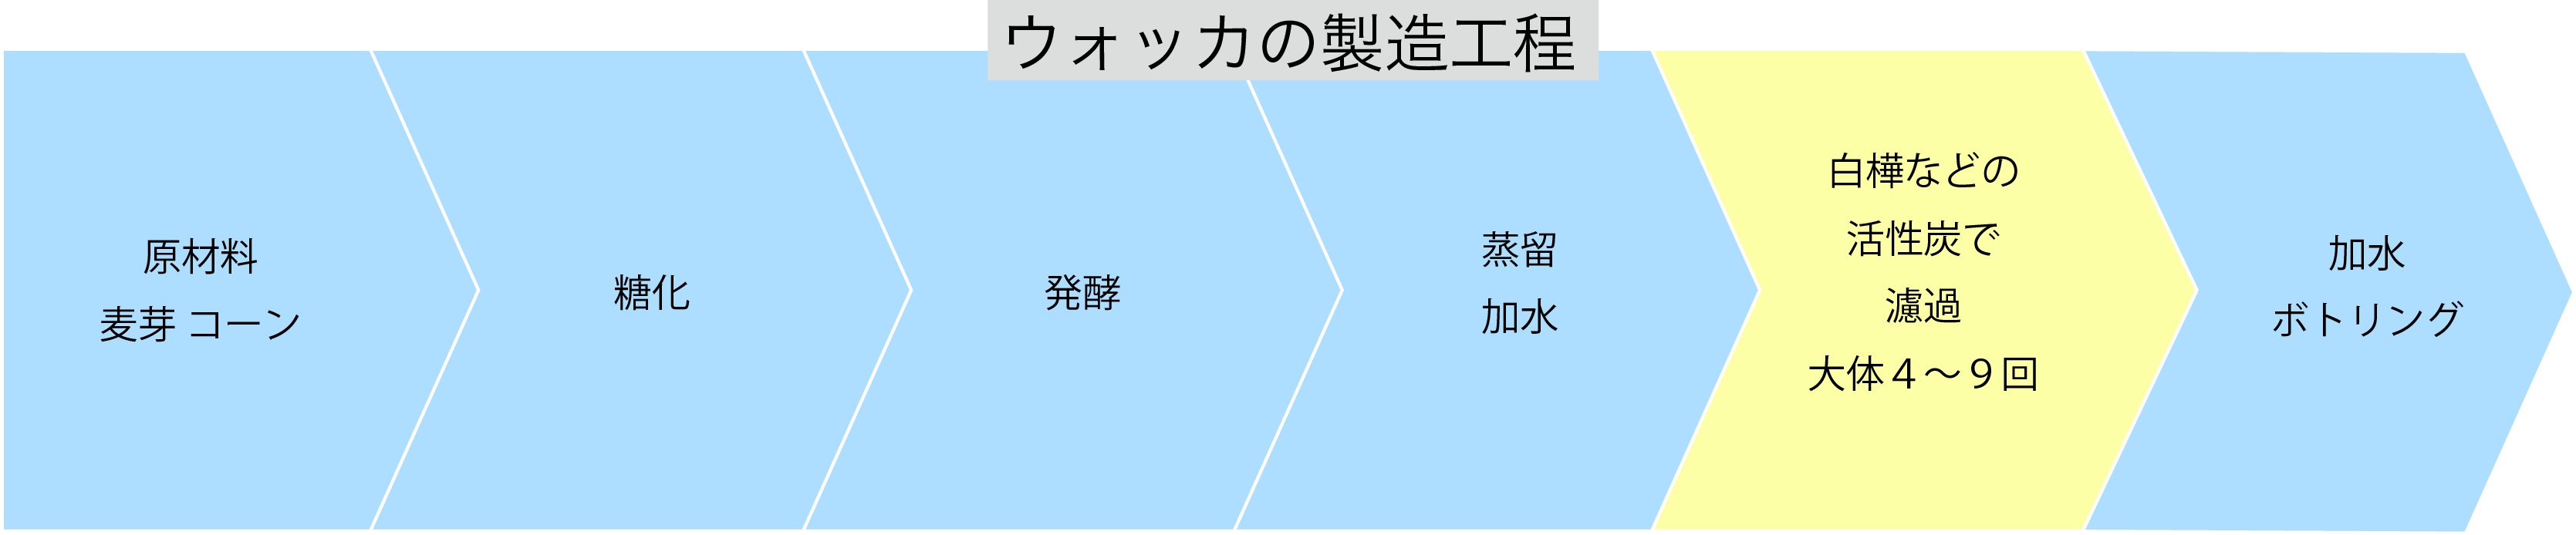 ウォッカの製造工程
原材料
麦芽 コーン
糖化
発酵
蒸留
加水
白樺などの
活性炭で
濾過
大体４〜９回
加水
ボトリング